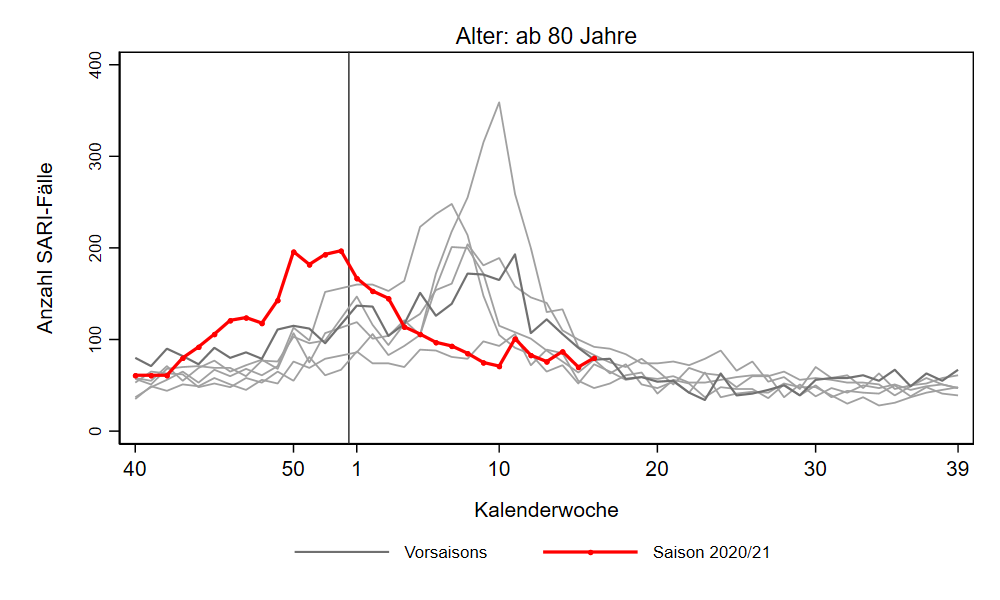 Alter: ab 80 Jahre
Anzahl SARI-Fälle
400
300
200
100
0
40 50 1 10 20 30 39
Kalenderwoche
Vorsaisons Saison 2020/21